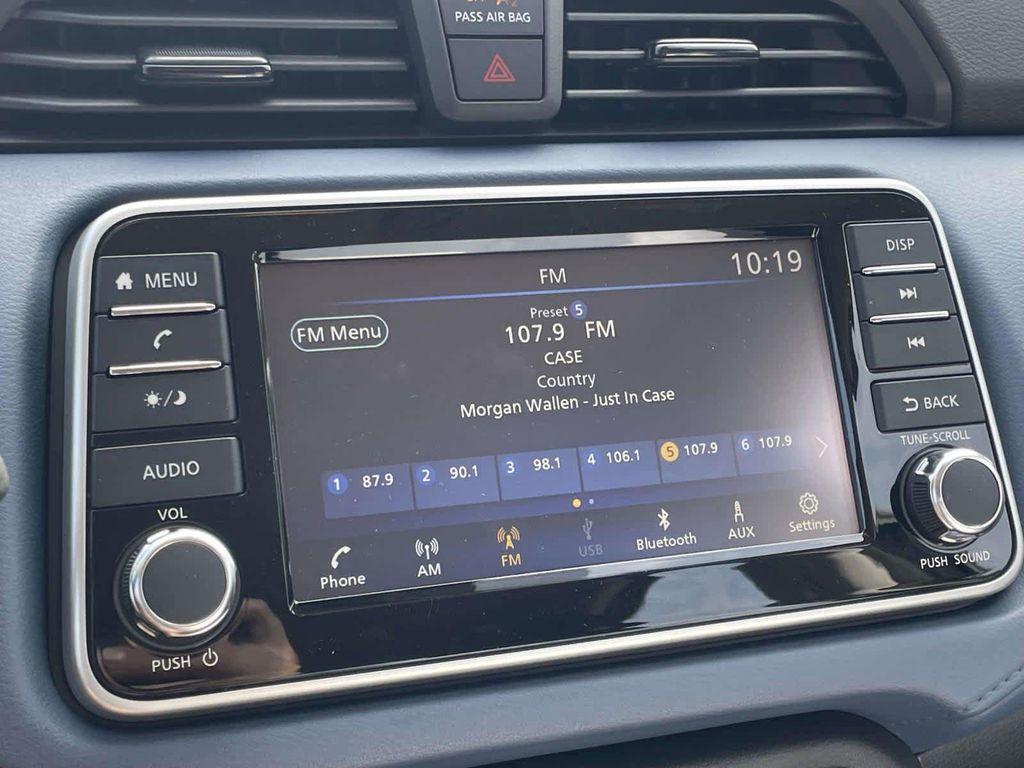 PASS AIR BAG
MENU
AUDIO
VOL
PUSH
FM
10:19
FM Menu
Preset 5
107.9 FM
CASE
Country
Morgan Wallen - Just In Case
1 87.9 2 90.1 3 98.1 4 106.1 5 107.9 6 107.9
Phone AM FM USB Bluetooth AUX Settings
DISP
BACK
TUNE·SCROLL
PUSH SOUND